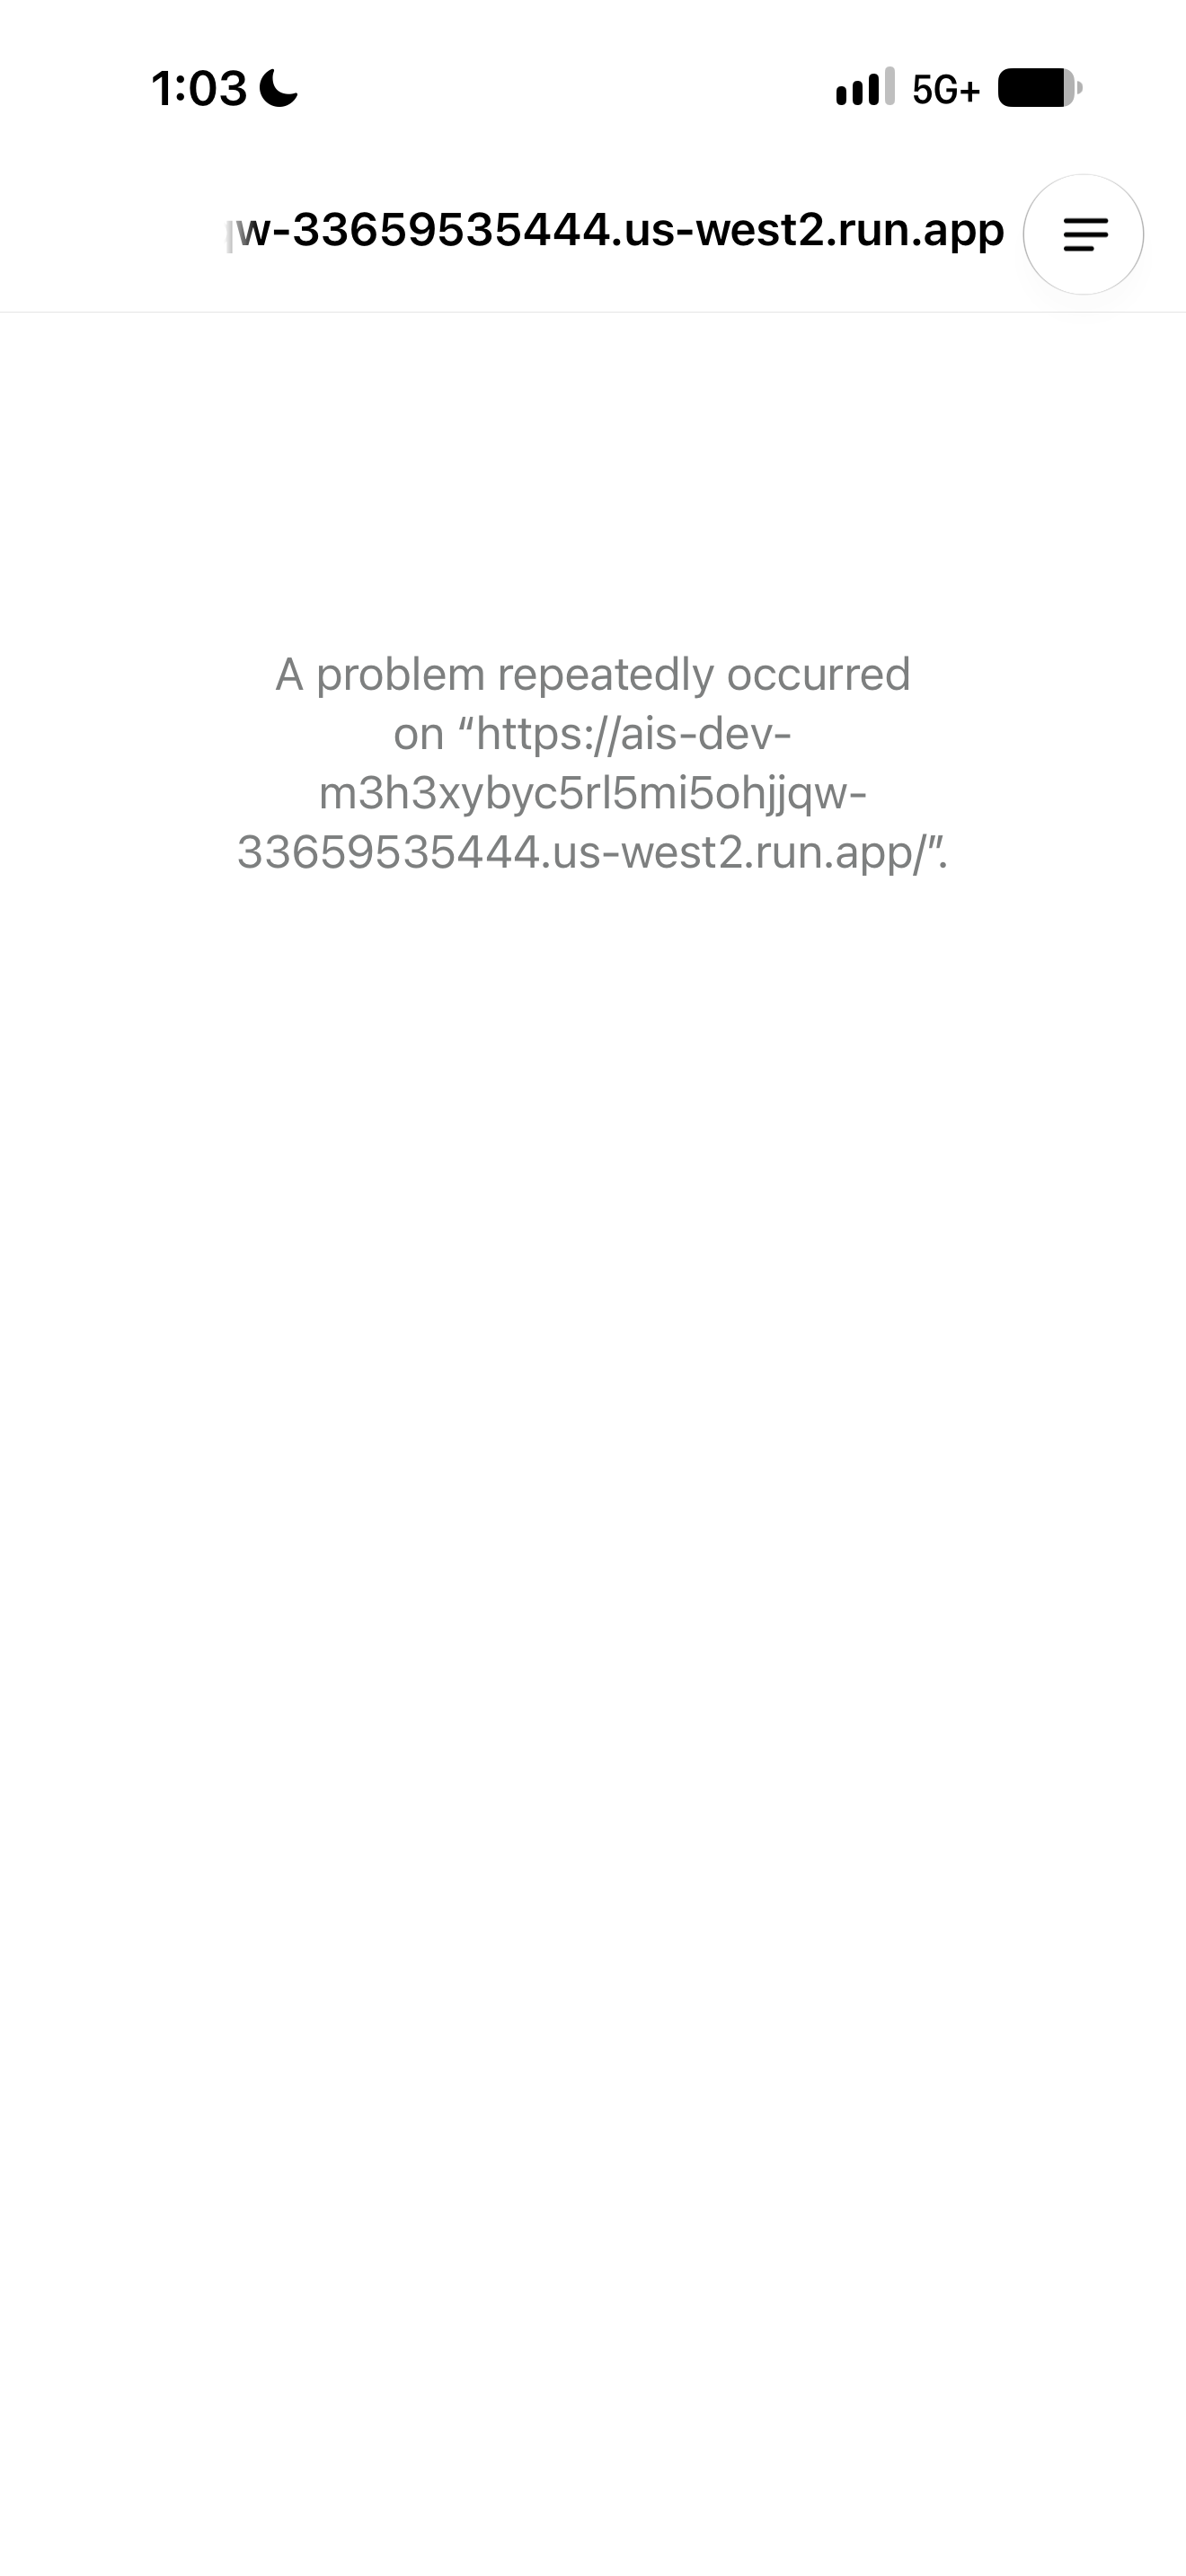 1:03
5G+
w-33659535444.us-west2.run.app
A problem repeatedly occurred
on “https://ais-dev-
m3h3xybyc5rl5mi5ohjjqw-
33659535444.us-west2.run.app/”.